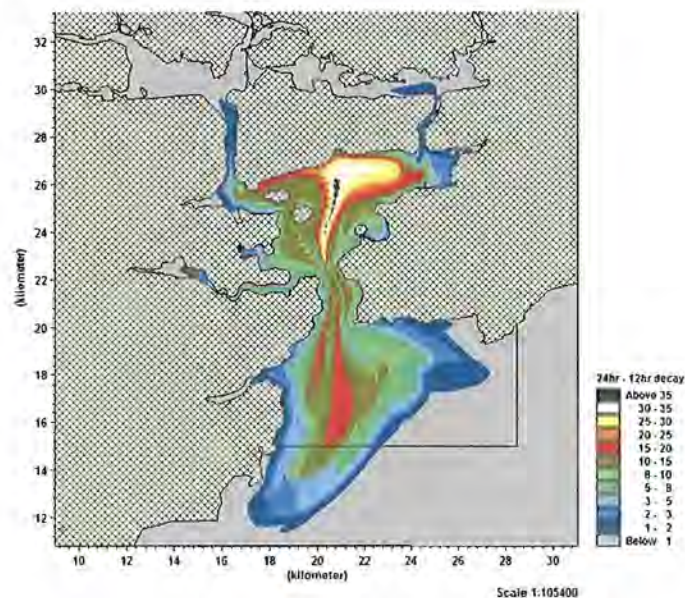 32
30
28
26
24
22
20
18
16
14
12
(kilometer)
10 12 14 16 18 20 22 24 26 28 30
(kilometer)
Scale 1:105400
24hr - 12hr decay
Above 35
30 - 35
25 - 30
20 - 25
15 - 20
10 - 15
8 - 10
5 - 8
3 - 5
2 - 3
1 - 2
Below 1